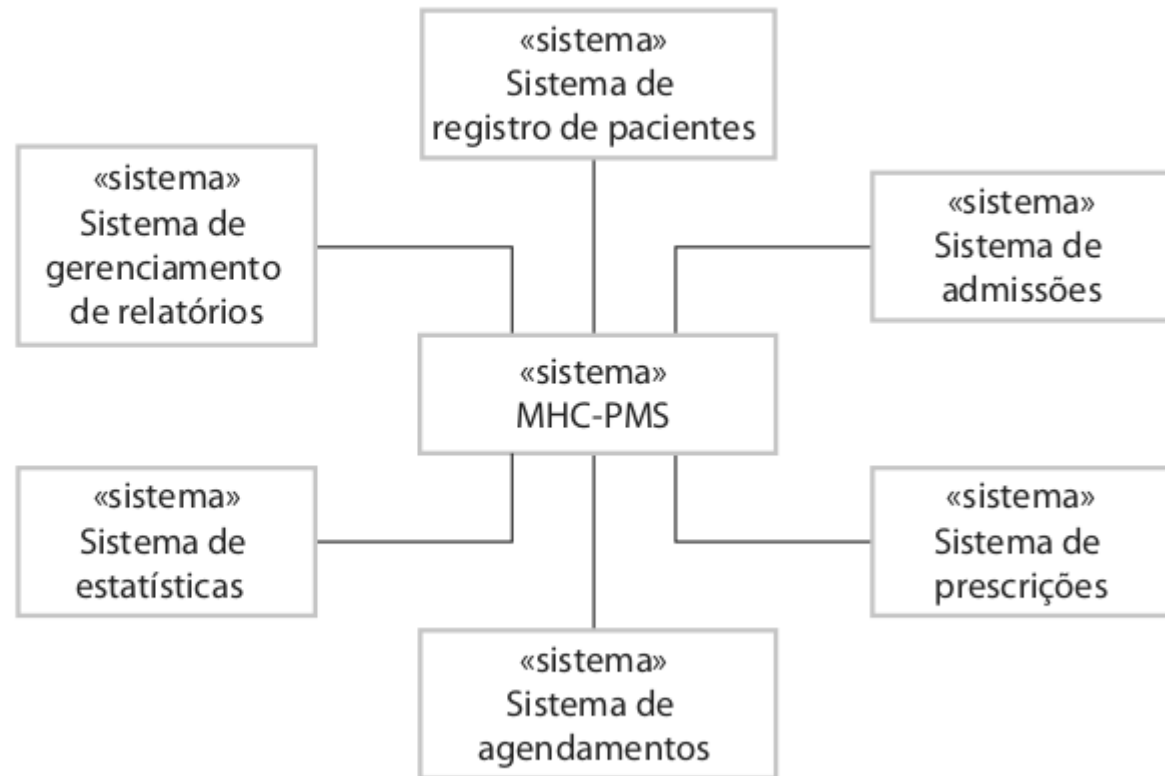 «sistema»
Sistema de
registro de pacientes
«sistema»
Sistema de
gerenciamento
de relatórios
«sistema»
Sistema de
admissões
«sistema»
MHC-PMS
«sistema»
Sistema de
estatísticas
«sistema»
Sistema de
prescrições
«sistema»
Sistema de
agendamentos